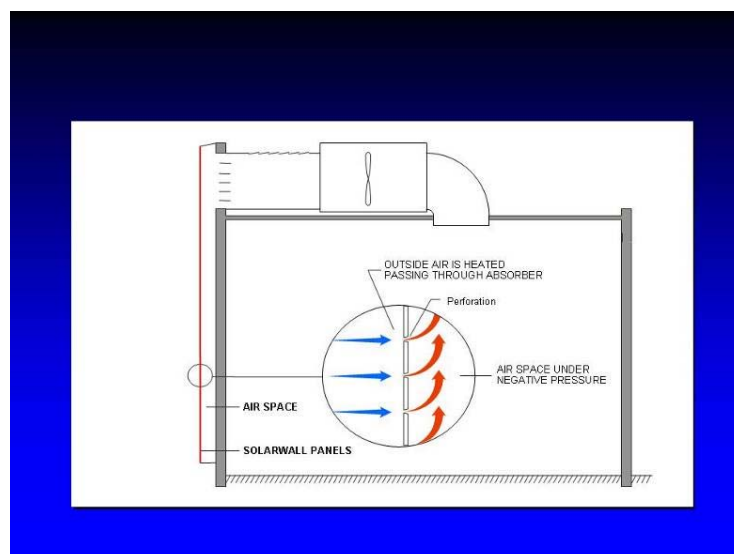 OUTSIDE AIR IS HEATED
PASSING THROUGH ABSORBER
Perforation
AIR SPACE UNDER
NEGATIVE PRESSURE
AIR SPACE
SOLARWALL PANELS